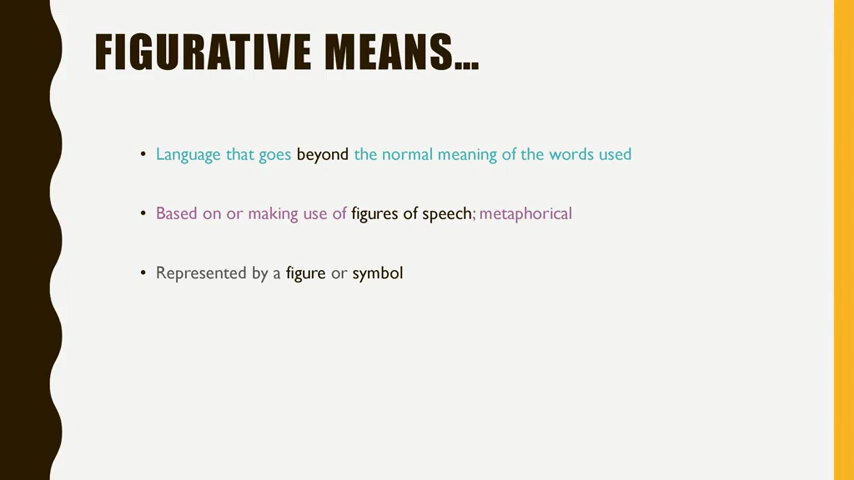 FIGURATIVE MEANS...
• Language that goes beyond the normal meaning of the words used
• Based on or making use of figures of speech; metaphorical
• Represented by a figure or symbol